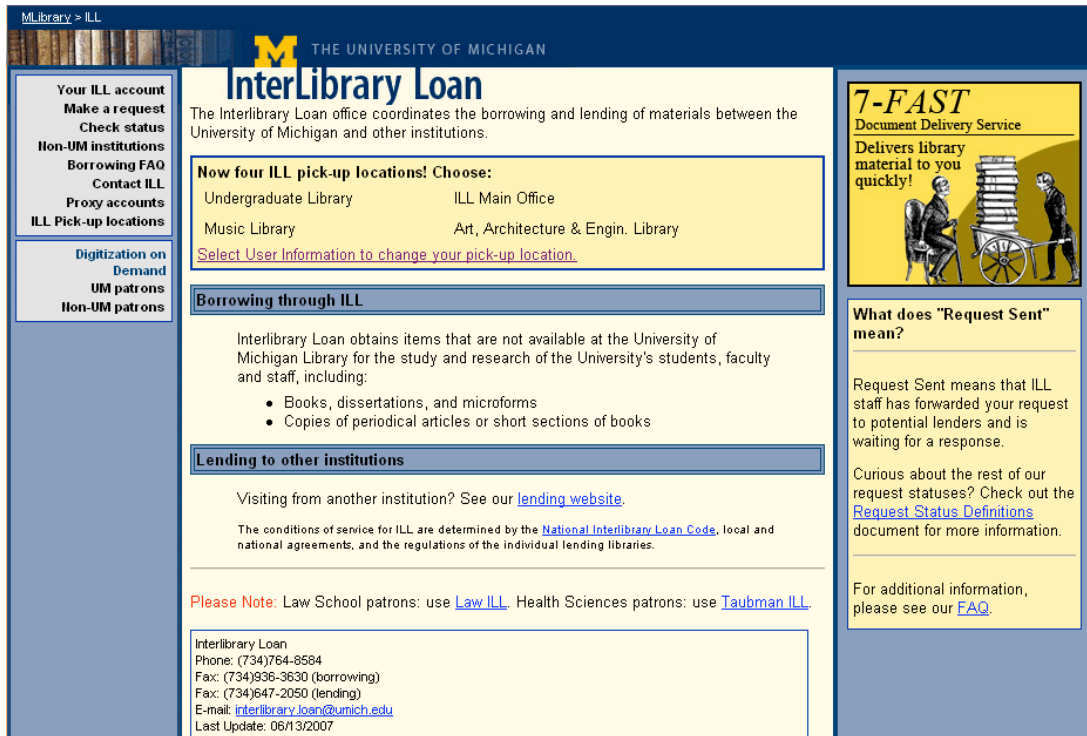 MLibrary > ILL
M THE UNIVERSITY OF MICHIGAN
InterLibrary Loan
Your ILL account
Make a request
Check status
Non-UM institutions
Borrowing FAQ
Contact ILL
Proxy accounts
ILL Pick-up locations
Digitization on
Demand
UM patrons
Non-UM patrons
The Interlibrary Loan office coordinates the borrowing and lending of materials between the
University of Michigan and other institutions.
Now four ILL pick-up locations! Choose:
Undergraduate Library ILL Main Office
Music Library Art, Architecture & Engin. Library
Select User Information to change your pick-up location.
Borrowing through ILL
Interlibrary Loan obtains items that are not available at the University of
Michigan Library for the study and research of the University's students, faculty
and staff, including:
• Books, dissertations, and microforms
• Copies of periodical articles or short sections of books
Lending to other institutions
Visiting from another institution? See our lending website.
The conditions of service for ILL are determined by the National Interlibrary Loan Code, local and
national agreements, and the regulations of the individual lending libraries.
Please Note: Law School patrons: use Law ILL. Health Sciences patrons: use Taubman ILL.
Interlibrary Loan
Phone: (734)764-8584
Fax: (734)936-3630 (borrowing)
Fax: (734)647-2050 (lending)
E-mail: interlibrary.loan@umich.edu
Last Update: 06/13/2007
7-FAST
Document Delivery Service
Delivers library
material to you
quickly!
What does "Request Sent"
mean?
Request Sent means that ILL
staff has forwarded your request
to potential lenders and is
waiting for a response.
Curious about the rest of our
request statuses? Check out the
Request Status Definitions
document for more information.
For additional information,
please see our FAQ.